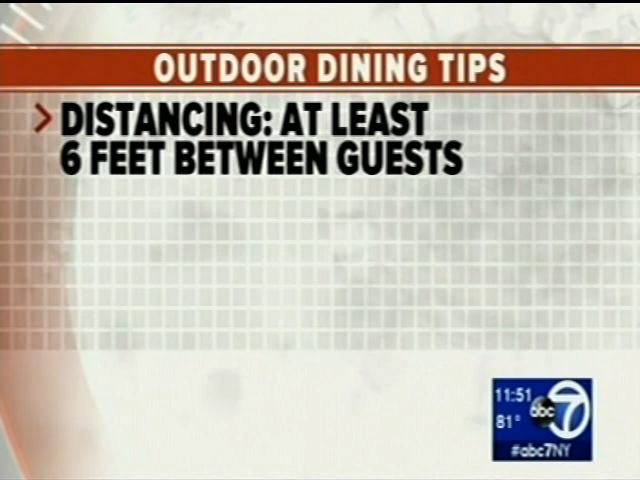 OUTDOOR DINING TIPS
> DISTANCING: AT LEAST
6 FEET BETWEEN GUESTS
11:51
81°
abc 7
#abc7NY